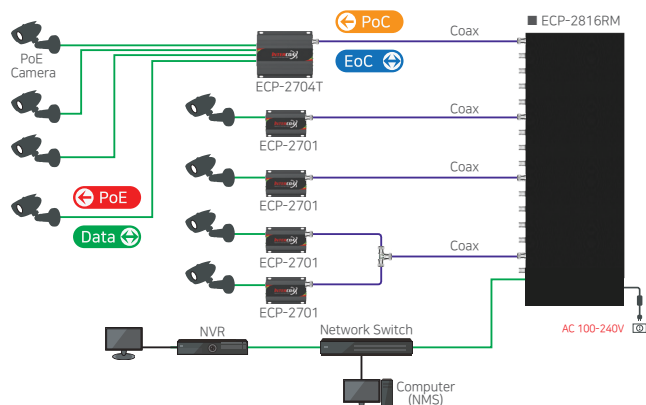 ■ ECP-2816RM
PoC
Coax
EoC
PoE
Camera
ECP-2704T
Coax
ECP-2701
Coax
ECP-2701
PoE
Data
Coax
ECP-2701
ECP-2701
AC 100-240V
NVR
Network Switch
Computer
(NMS)